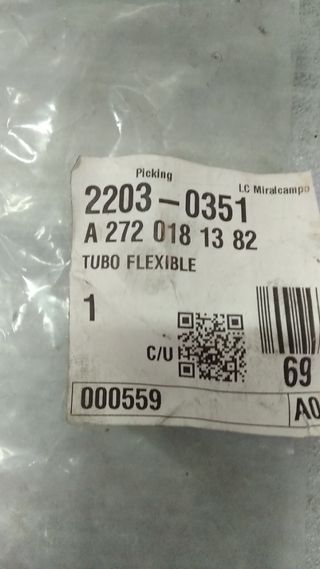 Picking
LC Miralcampo
2203-0351
A 272 018 13 82
TUBO FLEXIBLE
1
C/U
69
000559
A0